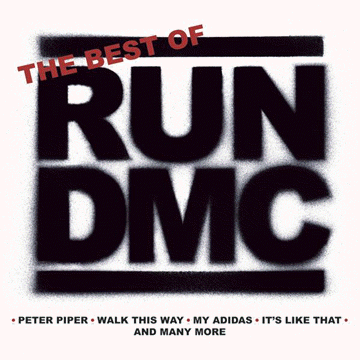 THE BEST OF
RUN
DMC
• PETER PIPER • WALK THIS WAY • MY ADIDAS • IT'S LIKE THAT •
AND MANY MORE